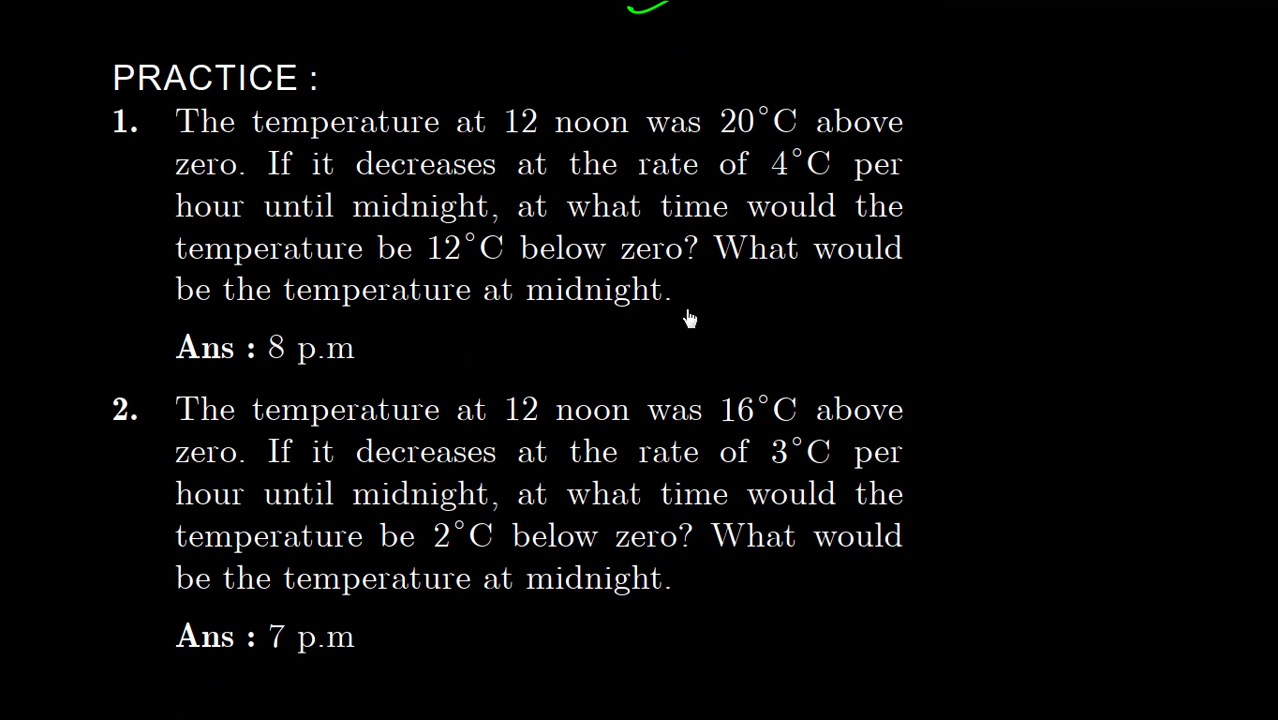 PRACTICE :
1. The temperature at 12 noon was 20°C above
zero. If it decreases at the rate of 4°C per
hour until midnight, at what time would the
temperature be 12°C below zero? What would
be the temperature at midnight.
Ans : 8 p.m
2. The temperature at 12 noon was 16°C above
zero. If it decreases at the rate of 3°C per
hour until midnight, at what time would the
temperature be 2°C below zero? What would
be the temperature at midnight.
Ans : 7 p.m